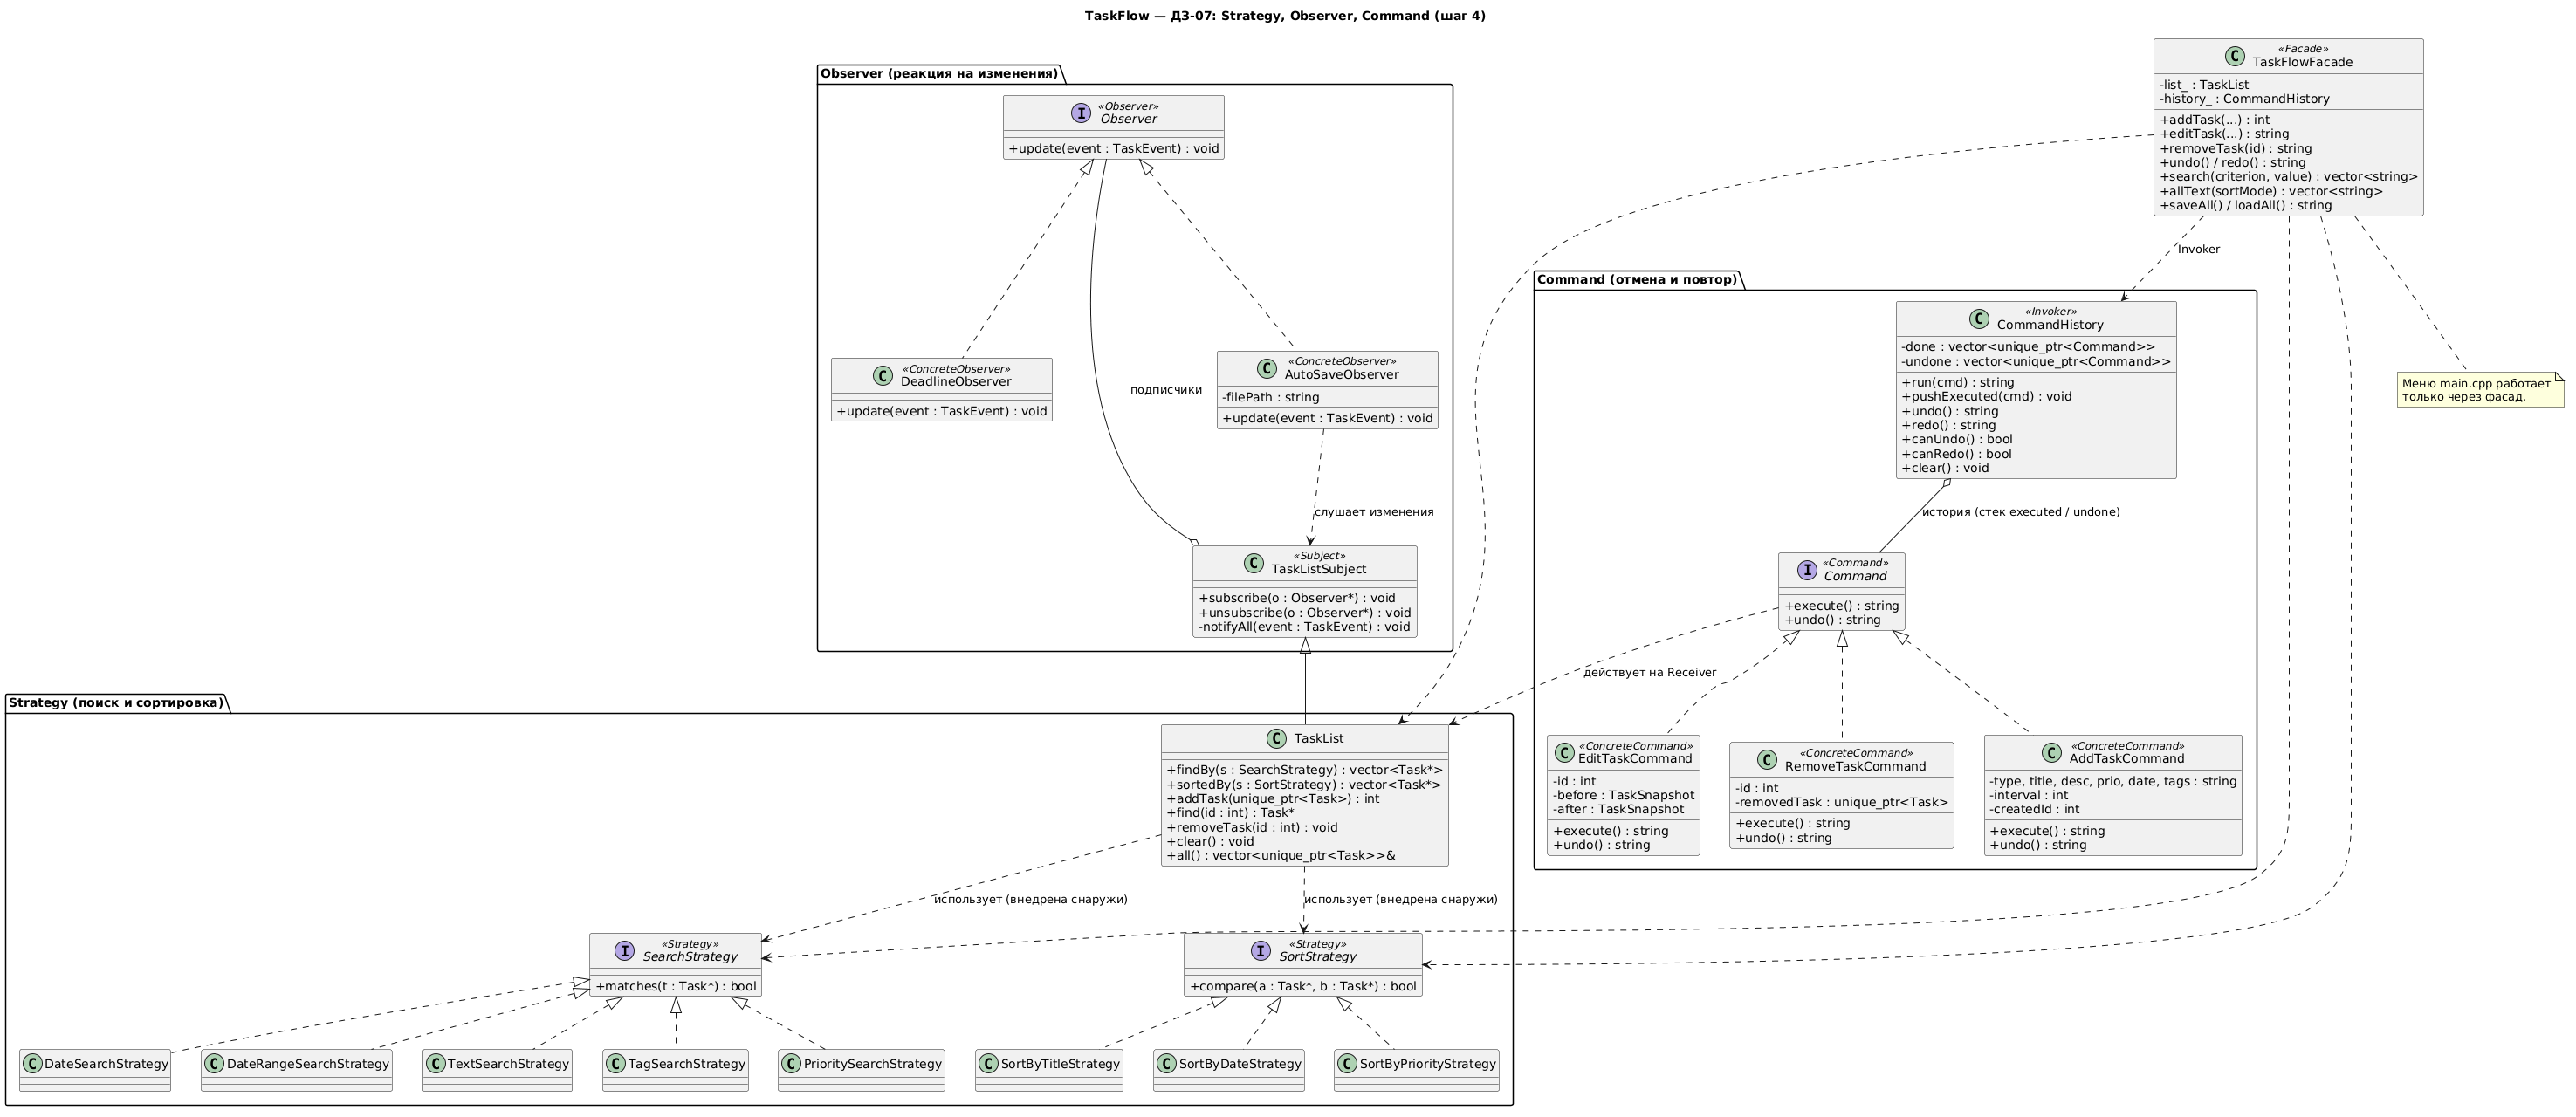 TaskFlow — ДЗ-07: Strategy, Observer, Command (шаг 4)
«Facade»
TaskFlowFacade
-list_ : TaskList
-history_ : CommandHistory
+addTask(...) : int
+editTask(...) : string
+removeTask(id) : string
+undo() / redo() : string
+search(criterion, value) : vector<string>
+allText(sortMode) : vector<string>
+saveAll() / loadAll() : string
Observer (реакция на изменения)
«Observer»
Observer
+update(event : TaskEvent) : void
«ConcreteObserver»
DeadlineObserver
+update(event : TaskEvent) : void
подписчики
«ConcreteObserver»
AutoSaveObserver
-filePath : string
+update(event : TaskEvent) : void
слушает изменения
«Subject»
TaskListSubject
+subscribe(o : Observer*) : void
+unsubscribe(o : Observer*) : void
-notifyAll(event : TaskEvent) : void
Invoker
Command (отмена и повтор)
«Invoker»
CommandHistory
-done : vector<unique_ptr<Command>>
-undone : vector<unique_ptr<Command>>
+run(cmd) : string
+pushExecuted(cmd) : void
+undo() : string
+redo() : string
+canUndo() : bool
+canRedo() : bool
+clear() : void
Меню main.cpp работает
только через фасад.
история (стек executed / undone)
«Command»
Command
+execute() : string
+undo() : string
действует на Receiver
«ConcreteCommand»
EditTaskCommand
-id : int
-before : TaskSnapshot
-after : TaskSnapshot
+execute() : string
+undo() : string
«ConcreteCommand»
RemoveTaskCommand
-id : int
-removedTask : unique_ptr<Task>
+execute() : string
+undo() : string
«ConcreteCommand»
AddTaskCommand
-type, title, desc, prio, date, tags : string
-interval : int
-createdId : int
+execute() : string
+undo() : string
Strategy (поиск и сортировка)
TaskList
+findBy(s : SearchStrategy) : vector<Task*>
+sortedBy(s : SortStrategy) : vector<Task*>
+addTask(unique_ptr<Task>) : int
+find(id : int) : Task*
+removeTask(id : int) : void
+clear() : void
+all() : vector<unique_ptr<Task>>&
использует (внедрена снаружи)
использует (внедрена снаружи)
«Strategy»
SearchStrategy
+matches(t : Task*) : bool
«Strategy»
SortStrategy
+compare(a : Task*, b : Task*) : bool
DateSearchStrategy
DateRangeSearchStrategy
TextSearchStrategy
TagSearchStrategy
PrioritySearchStrategy
SortByTitleStrategy
SortByDateStrategy
SortByPriorityStrategy